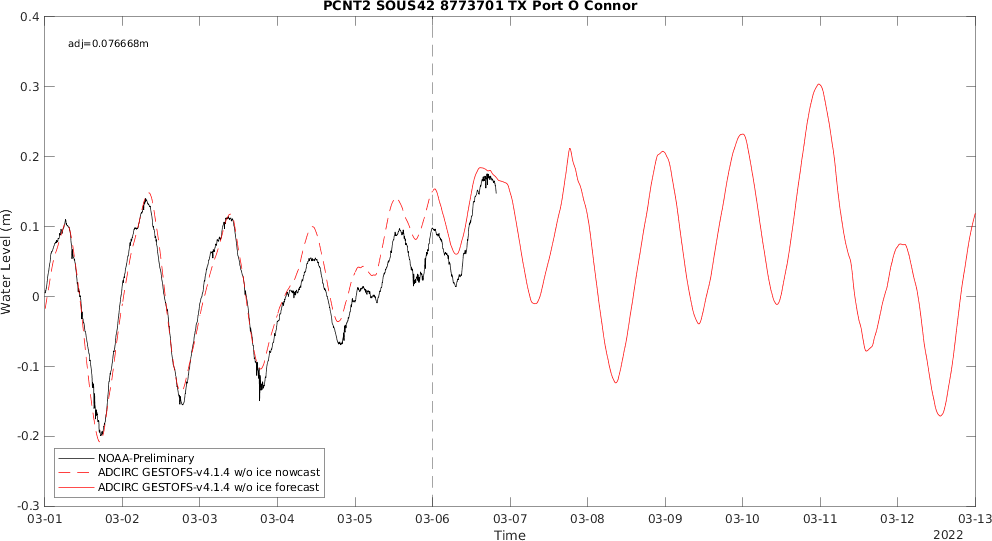 PCNT2 SOUS42 8773701 TX Port O Connor
adj=0.076668m
0.4
0.3
0.2
0.1
0
-0.1
-0.2
-0.3
Water Level (m)
NOAA-Preliminary
ADCIRC GESTOFS-v4.1.4 w/o ice nowcast
ADCIRC GESTOFS-v4.1.4 w/o ice forecast
03-01 03-02 03-03 03-04 03-05 03-06 03-07 03-08 03-09 03-10 03-11 03-12 03-13
Time
2022